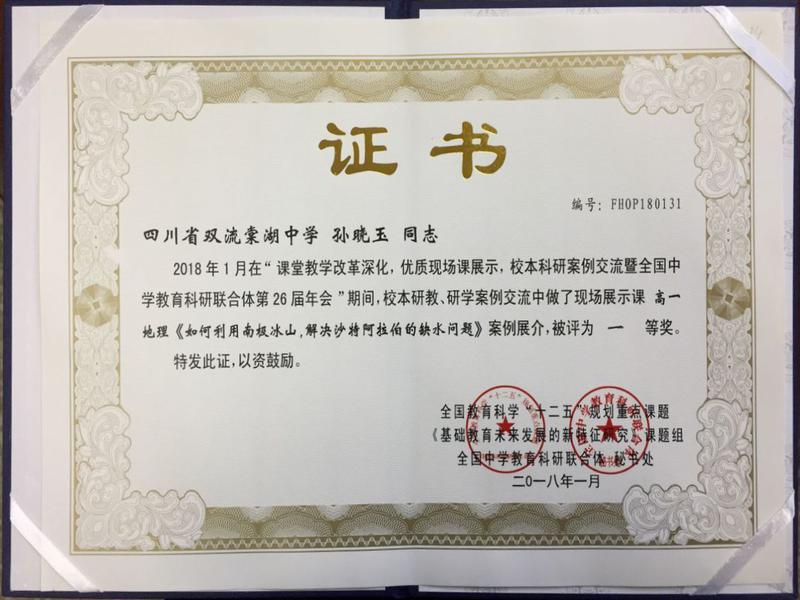 证书
编号：FHOP180131
四川省双流棠湖中学 孙晓玉 同志
2018年1月在“课堂教学改革深化，优质现场课展示，校本科研案例交流暨全国中
学教育科研联合体第26届年会”期间，校本研教、研学案例交流中做了现场展示课 高一
地理《如何利用南极冰山,解决沙特阿拉伯的缺水问题》案例展介，被评为 一 等奖。
特发此证，以资鼓励。
全国教育科学“十二五”规划重点课题
《基础教育未来发展的新特征研究》课题组
全国中学教育科研联合体 秘书处
二〇一八年一月